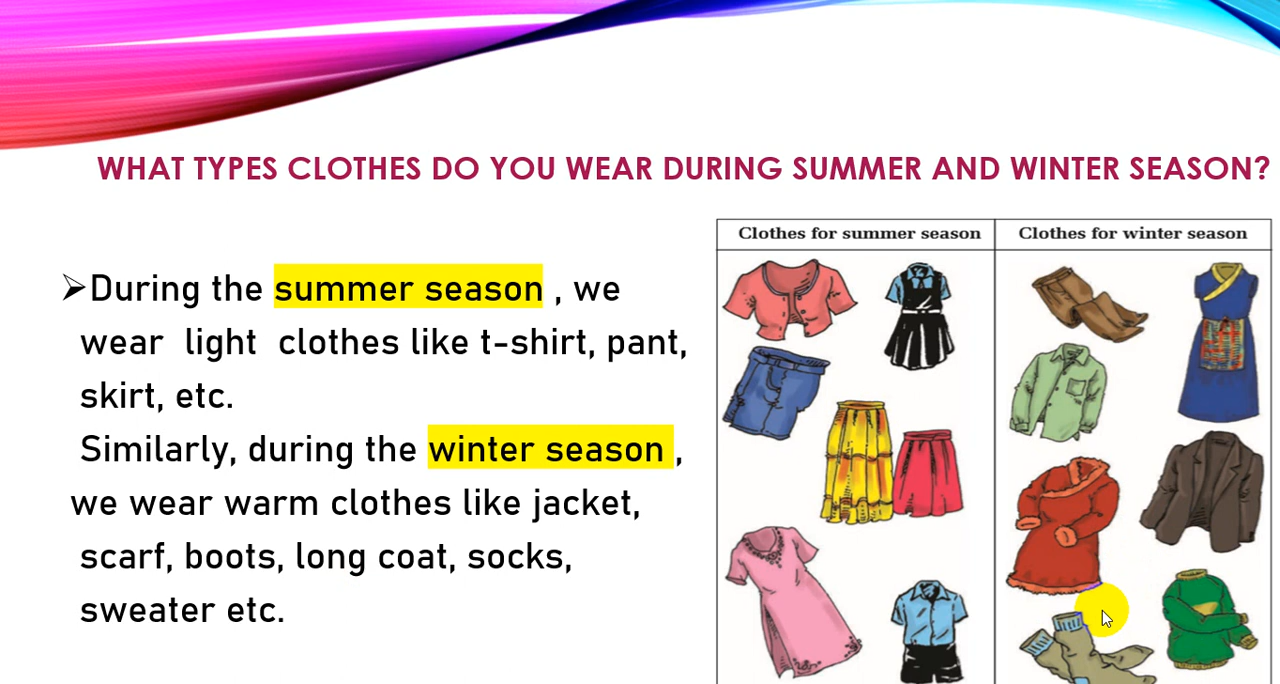 WHAT TYPES CLOTHES DO YOU WEAR DURING SUMMER AND WINTER SEASON?
➢During the summer season , we
wear light clothes like t-shirt, pant,
skirt, etc.
Similarly, during the winter season ,
we wear warm clothes like jacket,
scarf, boots, long coat, socks,
sweater etc.
Clothes for summer season
Clothes for winter season